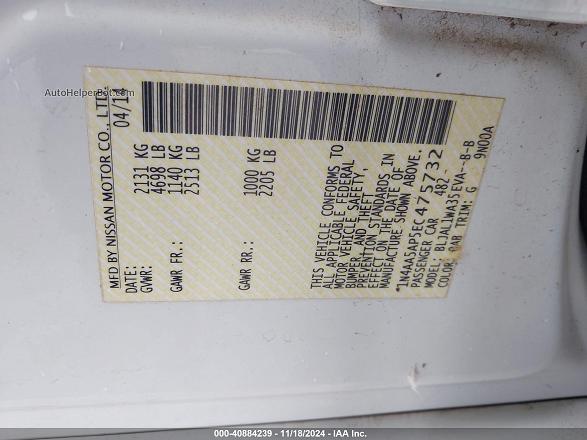 AutoHelperBot.com
MFD BY NISSAN MOTOR CO., LTD.
04/14
GVWR: 2131 KG
4698 LB
GAWR FR.: 1140 KG
2513 LB
GAWR RR.: 1000 KG
2205 LB
THIS VEHICLE CONFORMS TO
ALL APPLICABLE FEDERAL
MOTOR VEHICLE SAFETY,
BUMPER, AND THEFT
PREVENTION STANDARDS IN
EFFECT ON THE DATE OF
MANUFACTURE SHOWN ABOVE.
*1N4AA5AP5EC475732
PASSENGER CAR 482-
MODEL: BLJALLWA35EVA--B-B
COLOR: QAB TRIM: G 9N00A
000-40884239 - 11/18/2024 - IAA Inc.